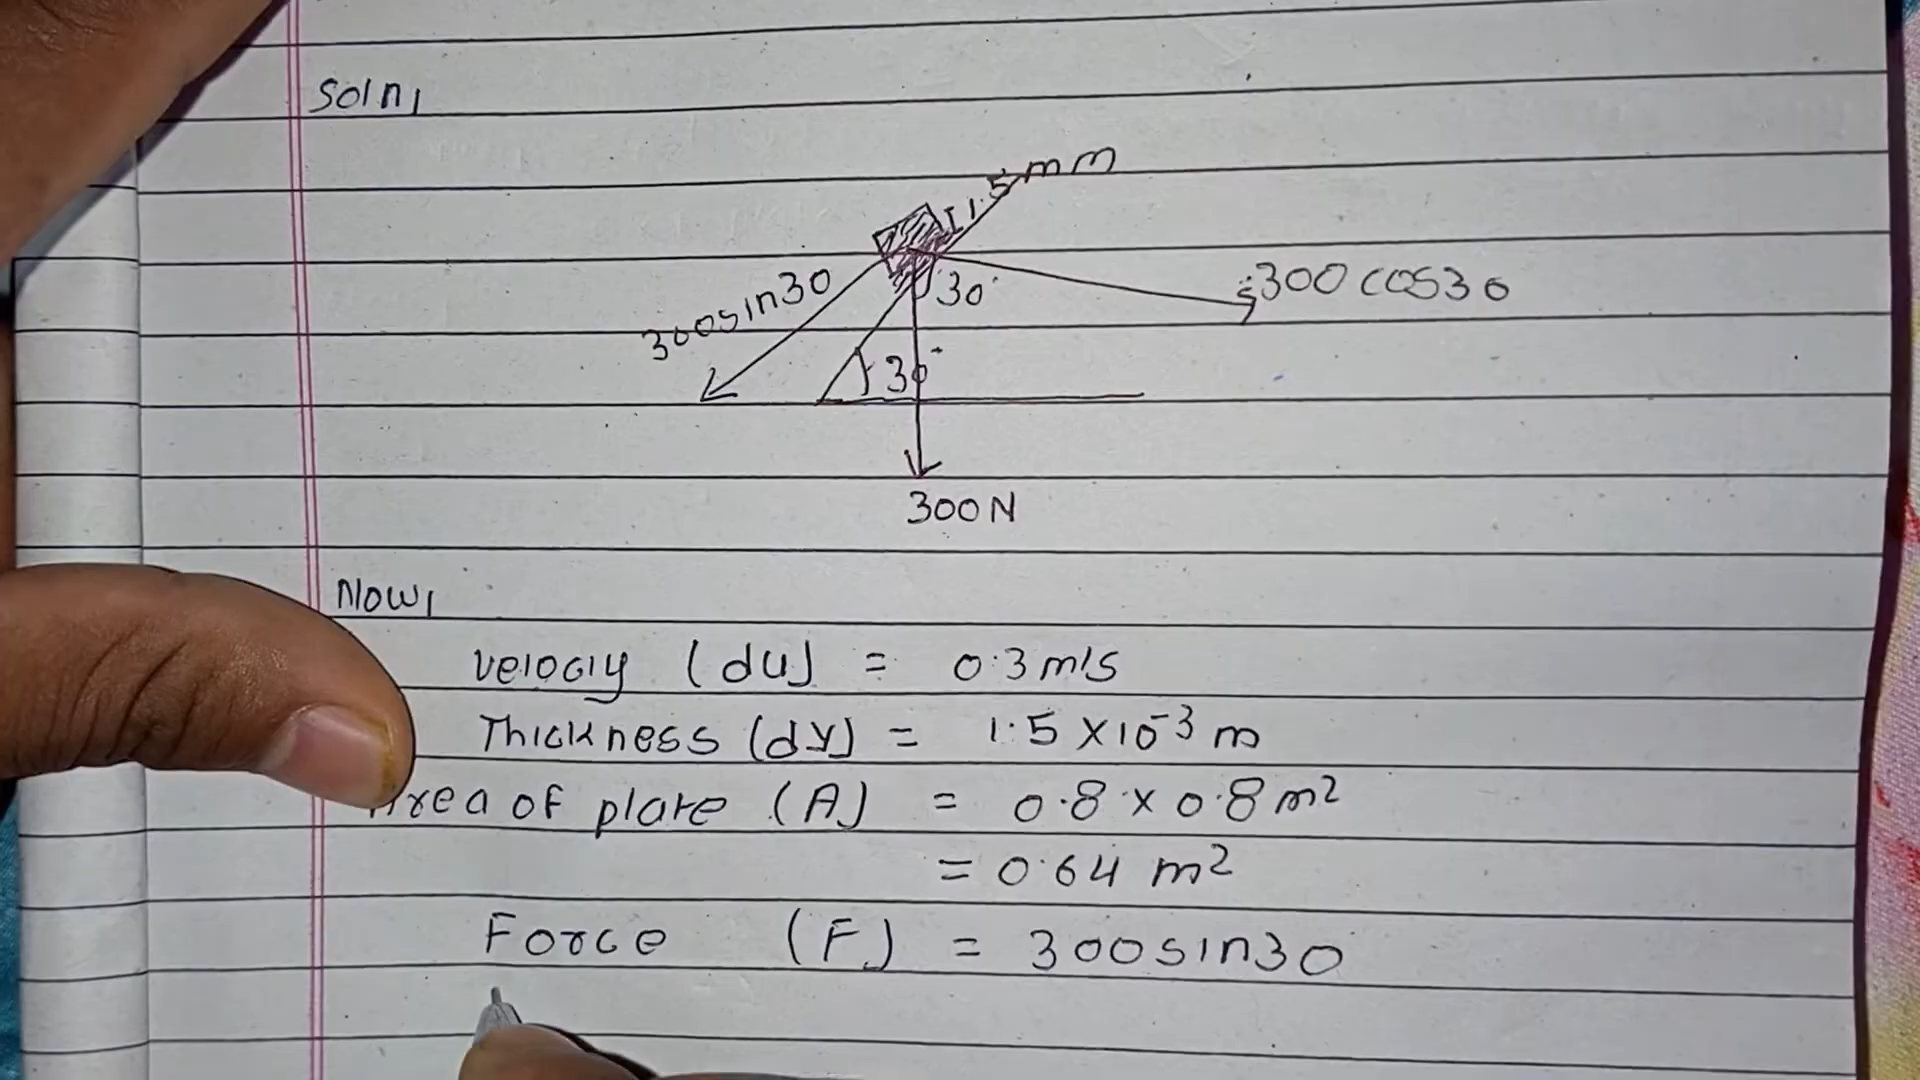 Soln,
1.5mm
300sin30
30°
300cos30
30°
300N
Now,
velocity (du) = 0.3m/s
Thickness (dy) = 1.5×10⁻³ m
Area of plate (A) = 0.8 × 0.8 m²
= 0.64 m²
Force (F) = 300sin30